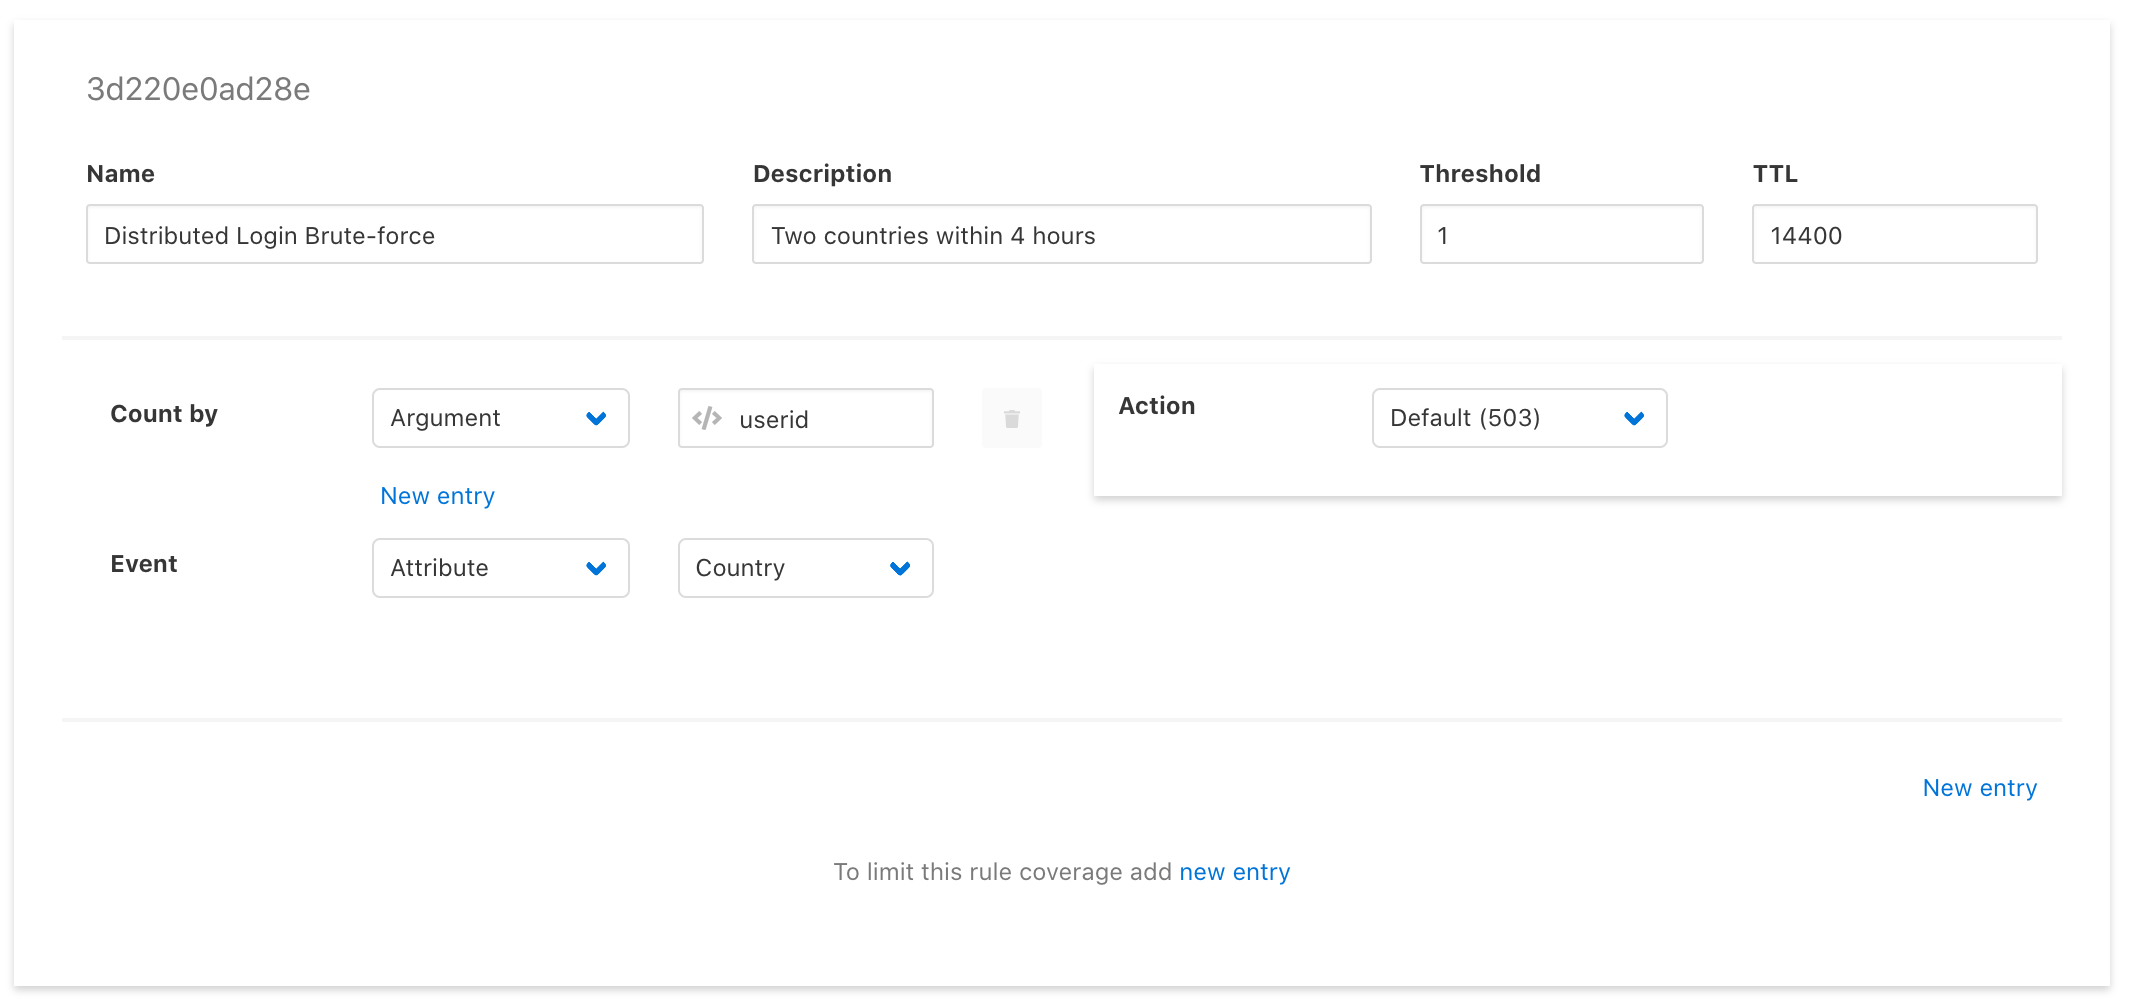 3d220e0ad28e
Name Description Threshold TTL
Distributed Login Brute-force Two countries within 4 hours 1 14400
Count by Argument </> userid Action Default (503)
New entry
Event Attribute Country
New entry
To limit this rule coverage add new entry